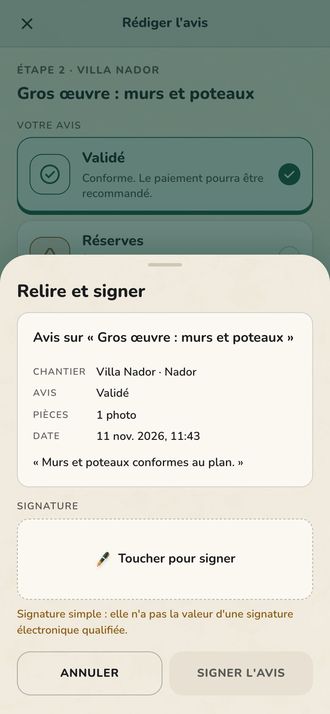 Rédiger l'avis
ÉTAPE 2 · VILLA NADOR
Gros œuvre : murs et poteaux
VOTRE AVIS
Validé
Conforme. Le paiement pourra être
recommandé.
Réserves
Relire et signer
Avis sur « Gros œuvre : murs et poteaux »
CHANTIER Villa Nador · Nador
AVIS Validé
PIÈCES 1 photo
DATE 11 nov. 2026, 11:43
« Murs et poteaux conformes au plan. »
SIGNATURE
Toucher pour signer
Signature simple : elle n'a pas la valeur d'une signature
électronique qualifiée.
ANNULER SIGNER L'AVIS